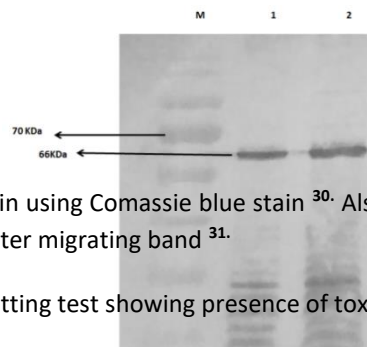 M 1 2
70 KDa
66KDa
in using Comassie blue stain 30. Als
ter migrating band 31.
tting test showing presence of tox